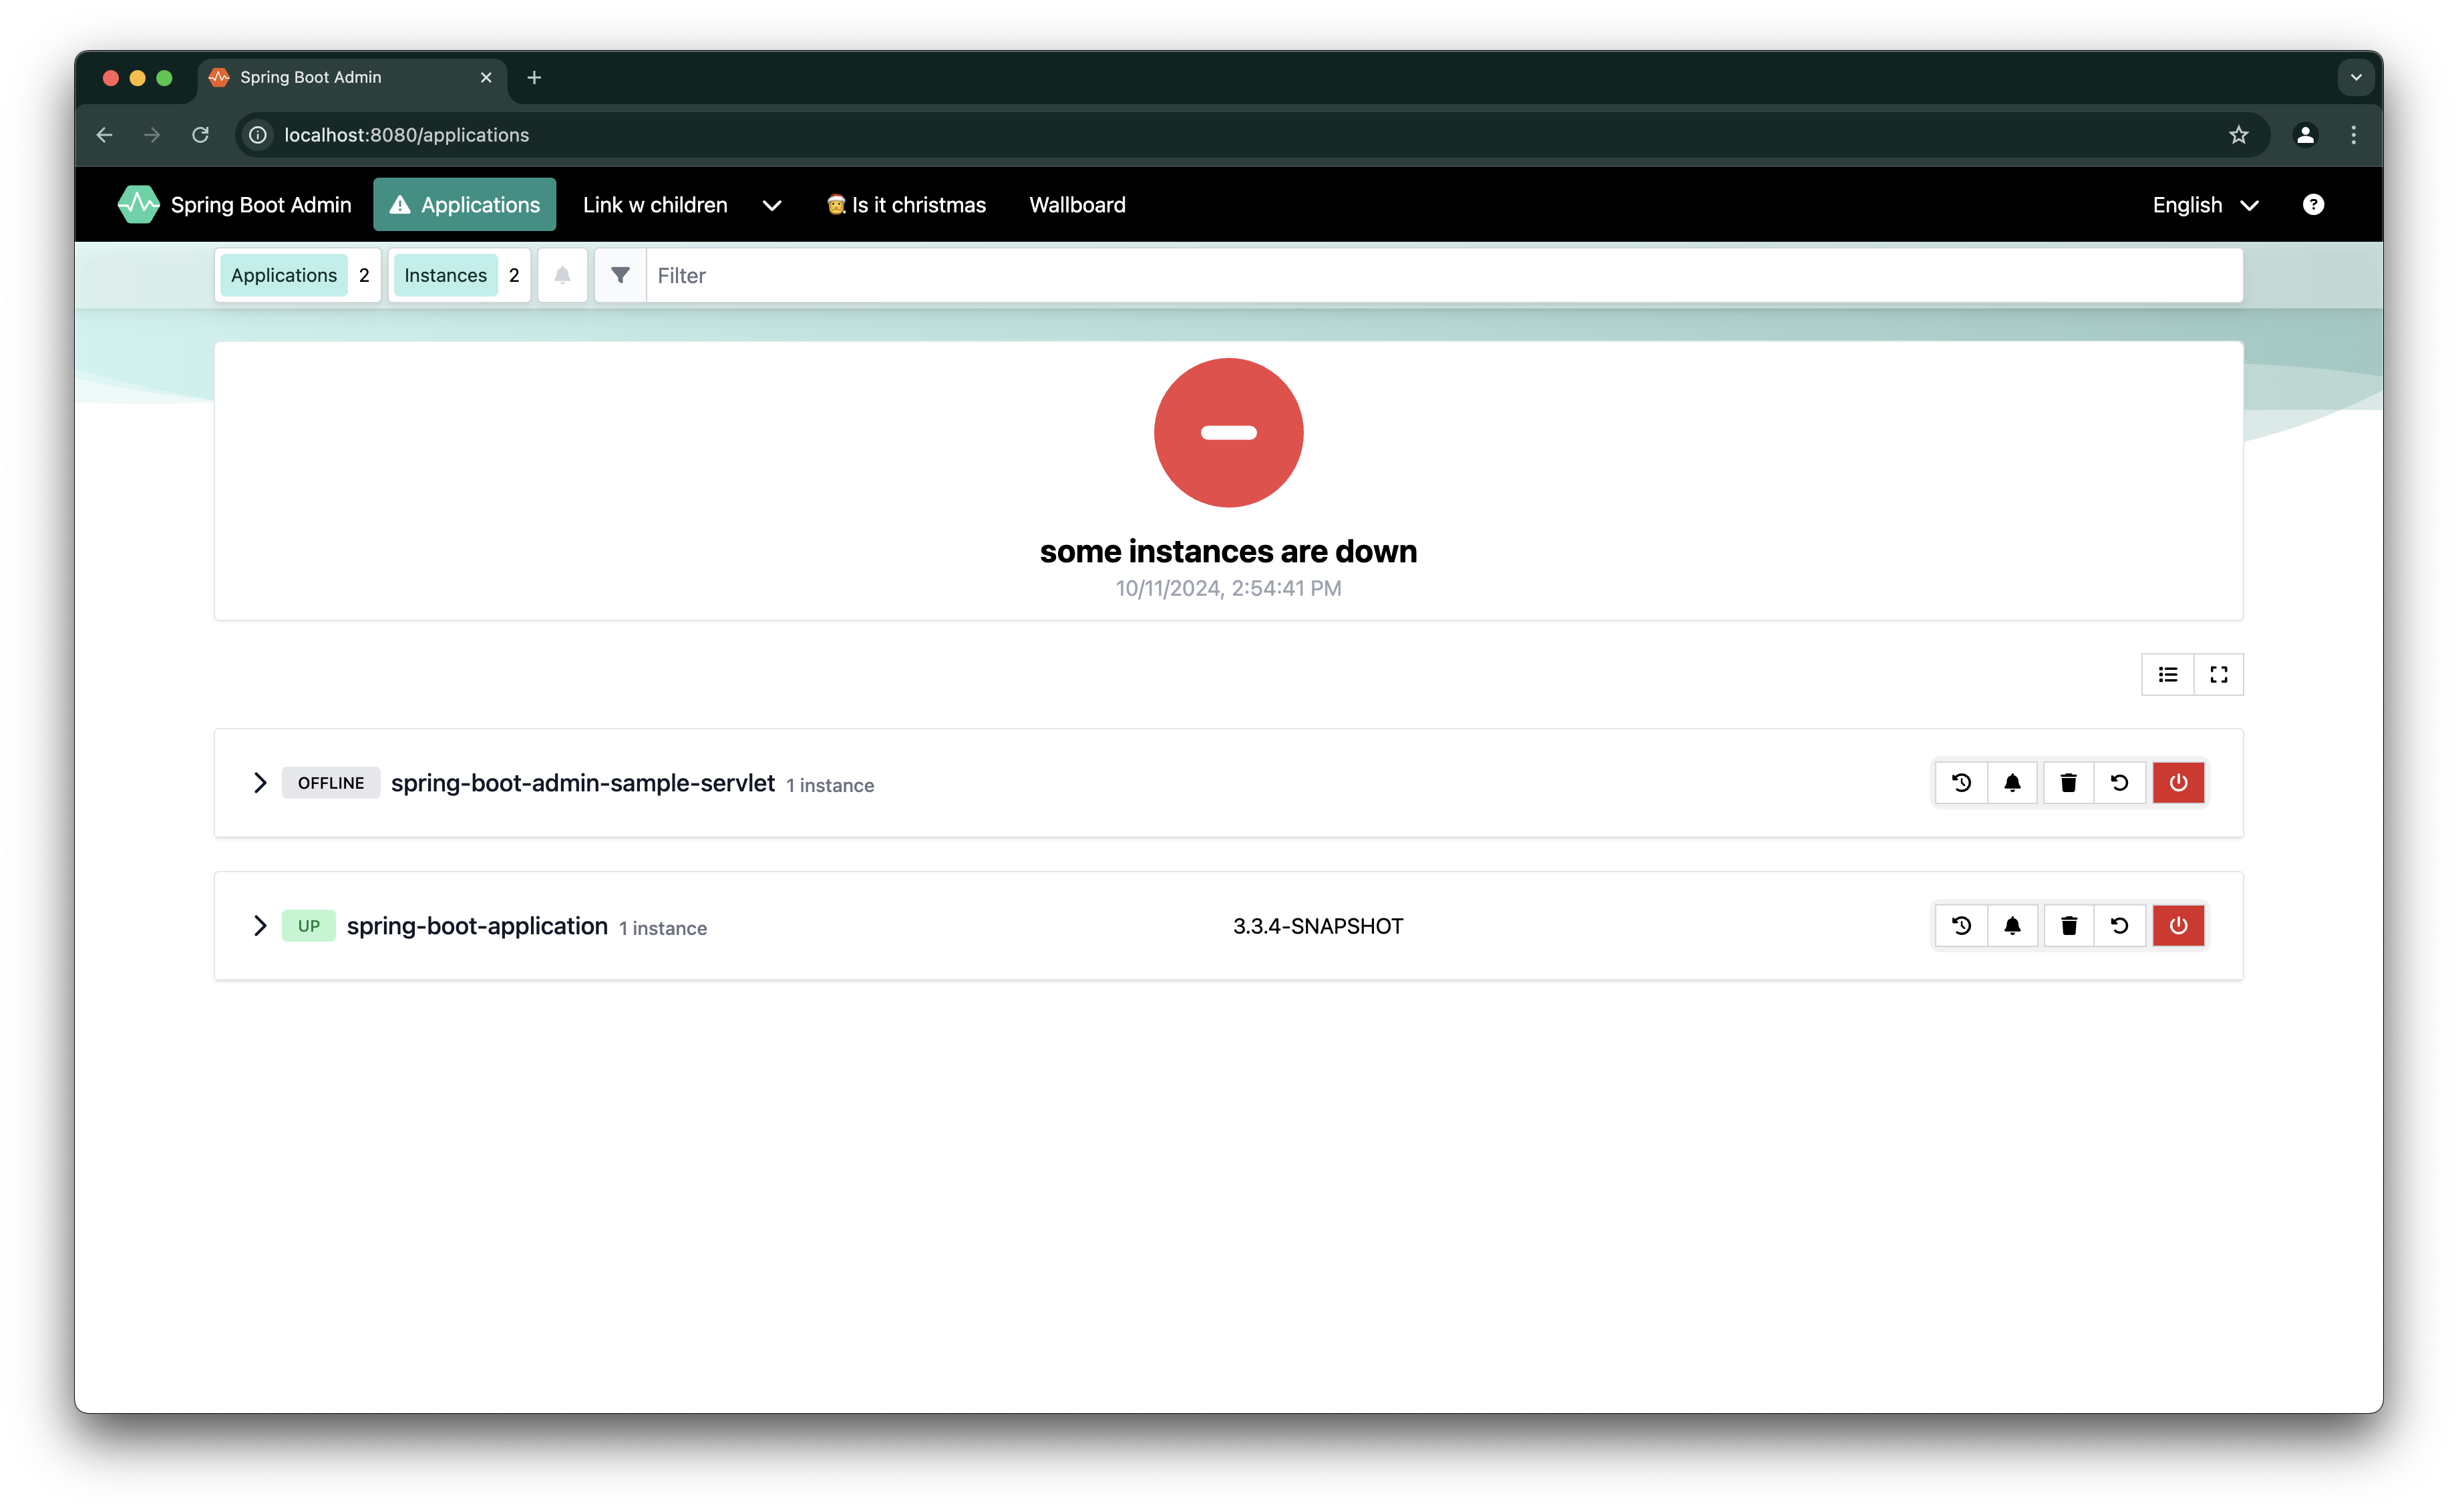 Spring Boot Admin
localhost:8080/applications
Spring Boot Admin Applications Link w children 🎅 Is it christmas Wallboard English
Applications 2 Instances 2 Filter
some instances are down
10/11/2024, 2:54:41 PM
OFFLINE spring-boot-admin-sample-servlet 1 instance
UP spring-boot-application 1 instance 3.3.4-SNAPSHOT